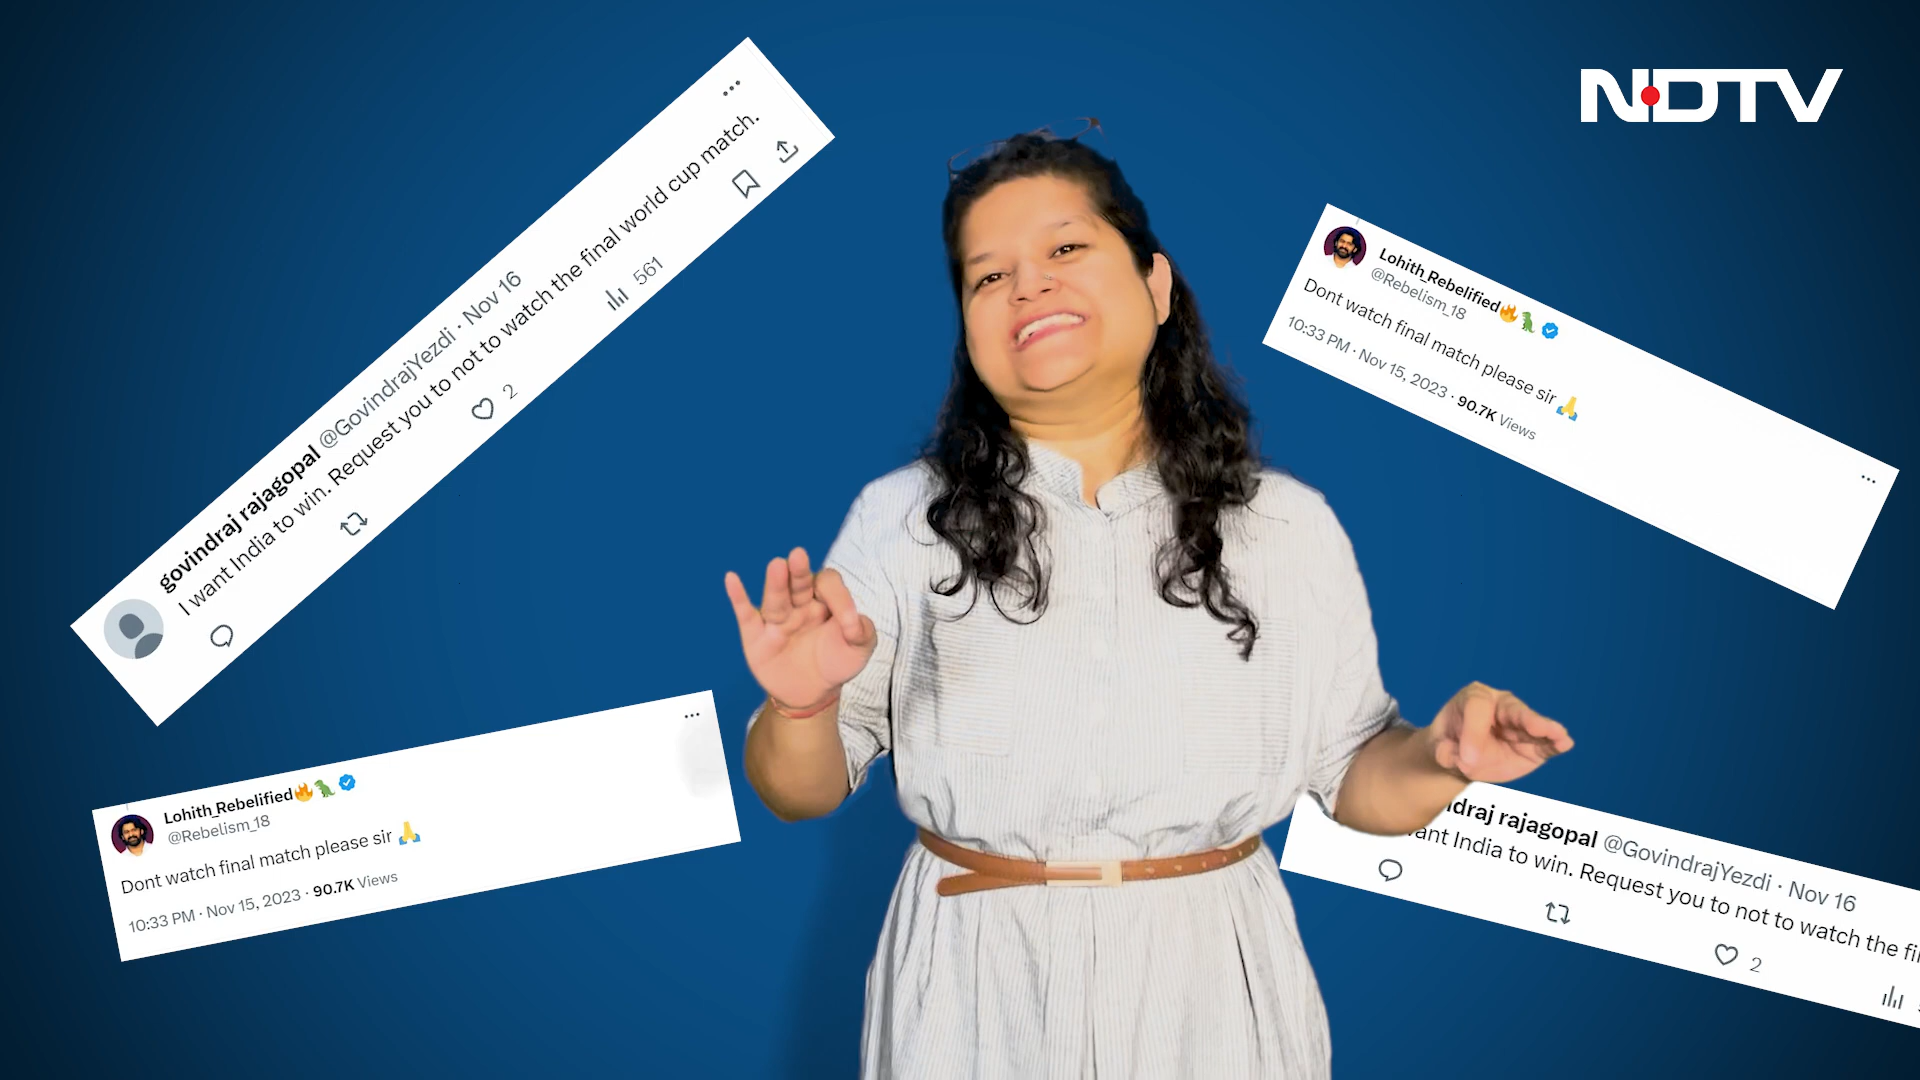 NDTV
govindraj rajagopal @GovindrajYezdi · Nov 16
I want India to win. Request you to not to watch the final world cup match.
2 561
Lohith_Rebelified🔥🦖
@Rebelism_18
Dont watch final match please sir 🙏
10:33 PM · Nov 15, 2023 · 90.7K Views
Lohith_Rebelified🔥🦖
@Rebelism_18
Dont watch final match please sir 🙏
10:33 PM · Nov 15, 2023 · 90.7K Views
rajagopal @GovindrajYezdi · Nov 16
India to win. Request you to not to watch the
2